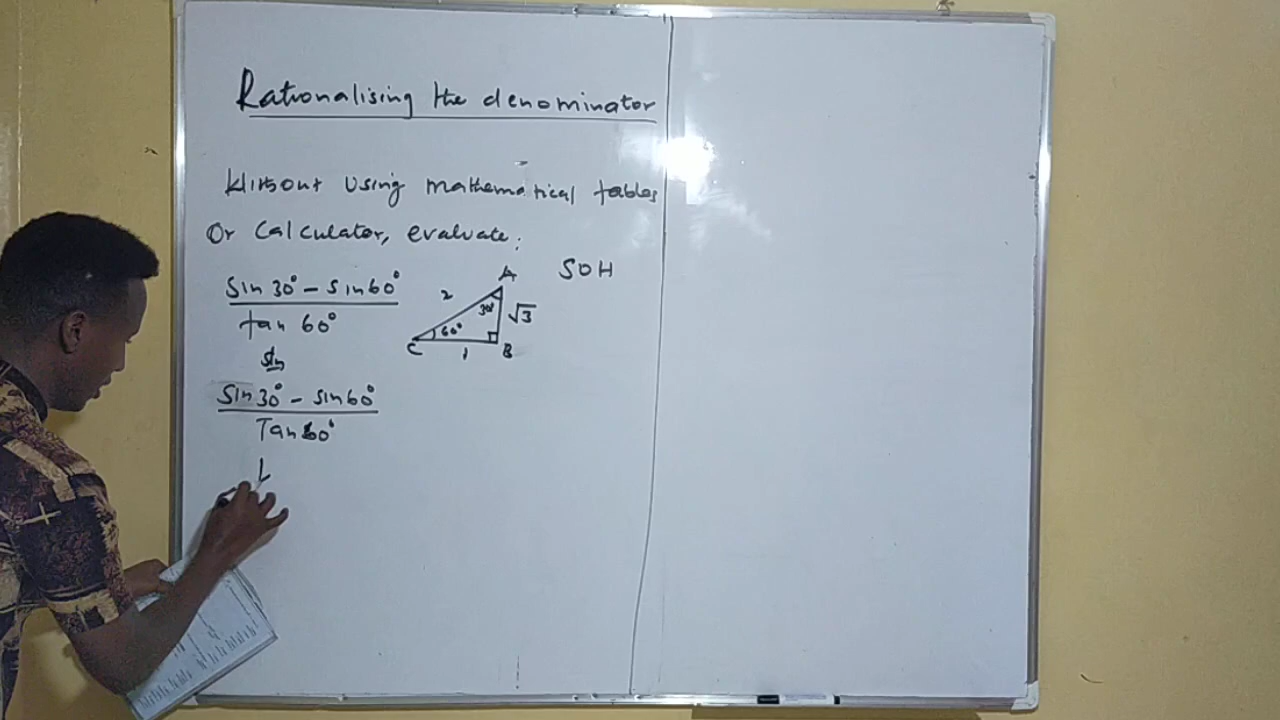 Rationalising the denominator
Without using mathematical tables
Or Calculator, evaluate;
Sin 30° - Sin 60°
tan 60°
A
2
30°
√3
60°
C
1
B
SOH
Sin
Sin 30° - Sin 60°
Tan 60°